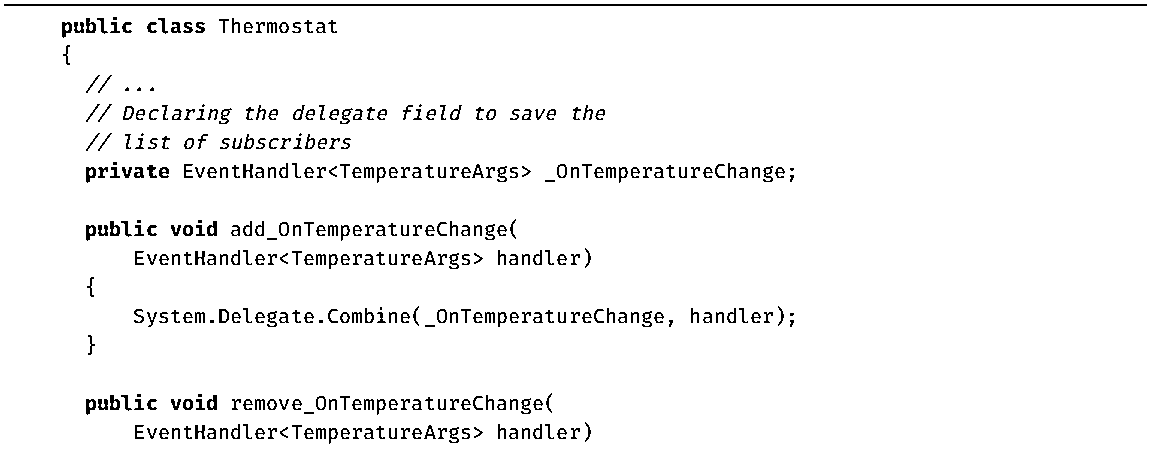 public class Thermostat
{
// ...
// Declaring the delegate field to save the
// list of subscribers
private EventHandler<TemperatureArgs> _OnTemperatureChange;
public void add_OnTemperatureChange(
EventHandler<TemperatureArgs> handler)
{
System.Delegate.Combine(_OnTemperatureChange, handler);
}
public void remove_OnTemperatureChange(
EventHandler<TemperatureArgs> handler)